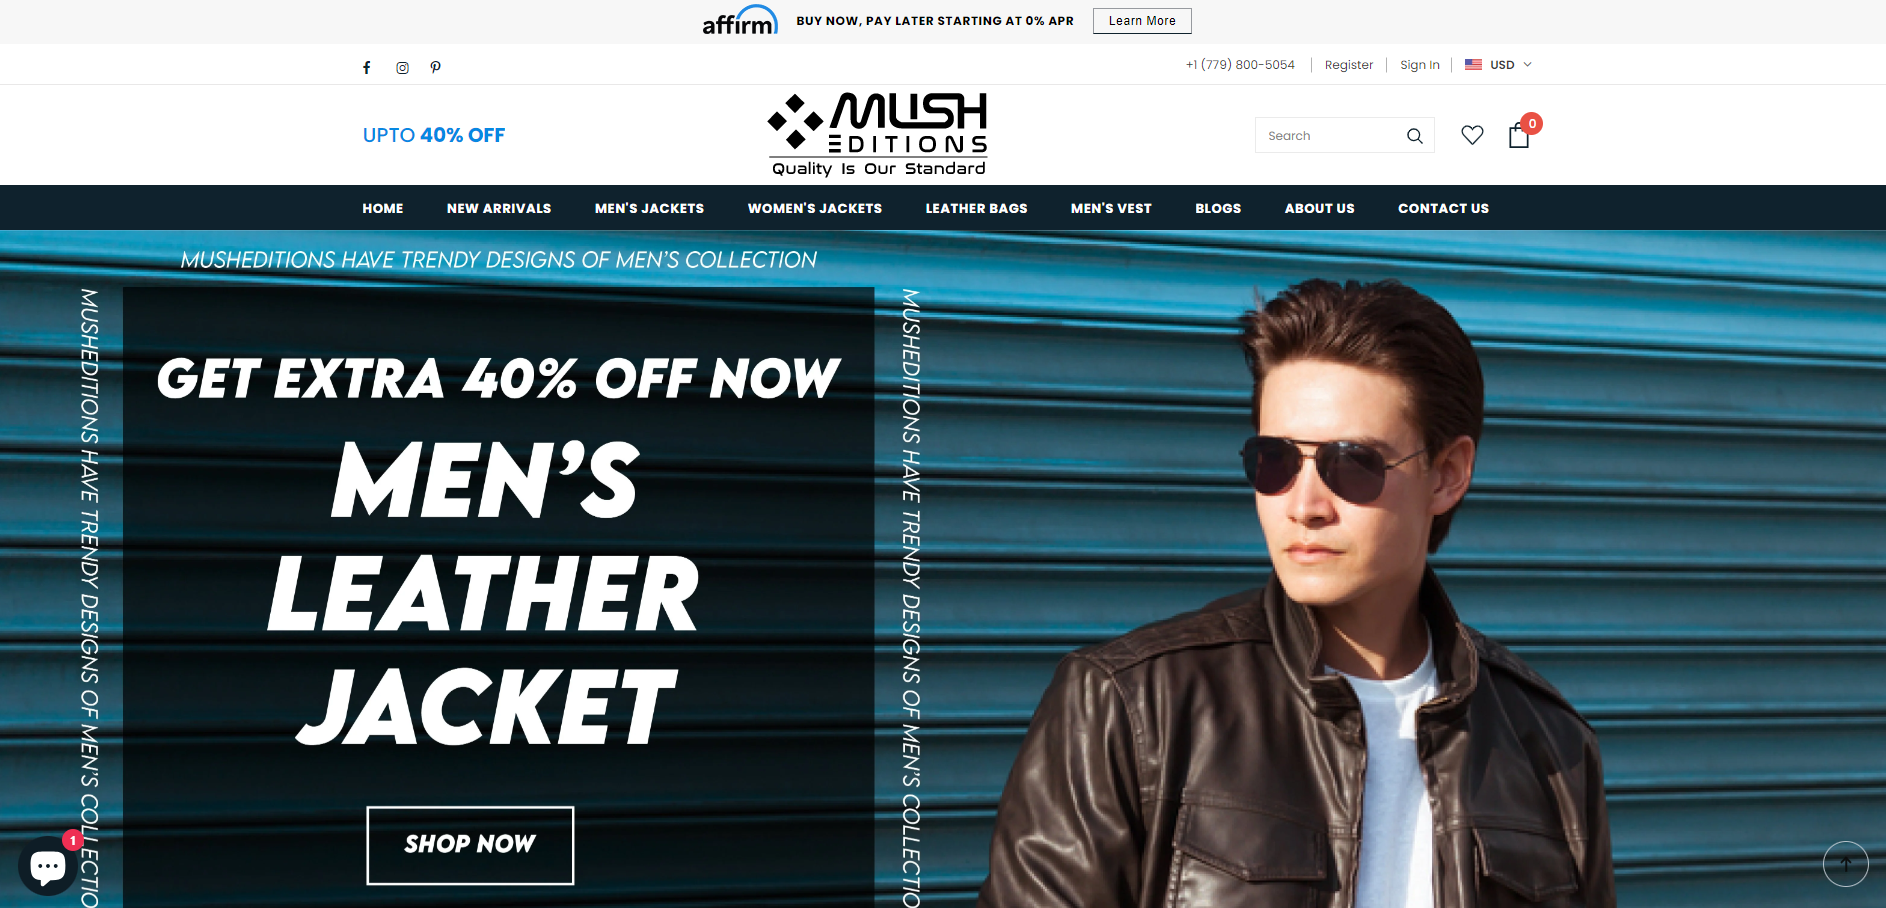 affirm BUY NOW, PAY LATER STARTING AT 0% APR Learn More
+1 (779) 800-5054 Register Sign In USD
UPTO 40% OFF
MUSH
EDITIONS
Quality Is Our Standard
Search
0
HOME NEW ARRIVALS MEN'S JACKETS WOMEN'S JACKETS LEATHER BAGS MEN'S VEST BLOGS ABOUT US CONTACT US
MUSHEDITIONS HAVE TRENDY DESIGNS OF MEN'S COLLECTION
MUSHEDITIONS HAVE TRENDY DESIGNS OF MEN'S COLLECTIO
GET EXTRA 40% OFF NOW
MEN'S
LEATHER
JACKET
SHOP NOW
MUSHEDITIONS HAVE TRENDY DESIGNS OF MEN'S COLLECTIO
1